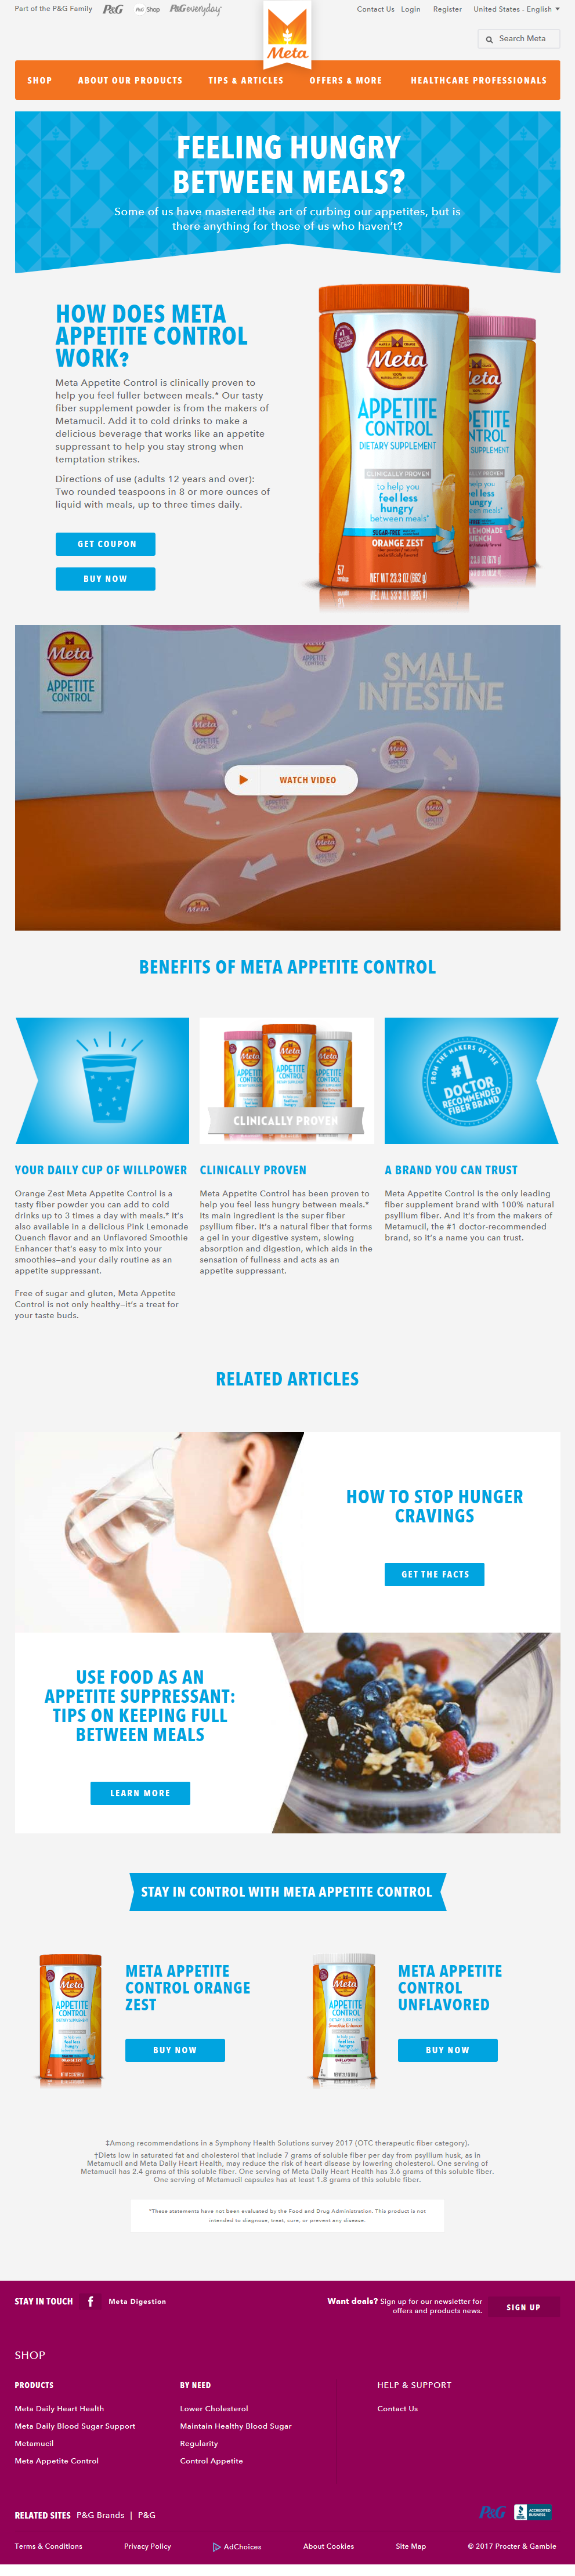 Part of the P&G Family P&G P&G Shop P&G everyday
Contact Us Login Register United States - English
Meta
Search Meta
SHOP ABOUT OUR PRODUCTS TIPS & ARTICLES OFFERS & MORE HEALTHCARE PROFESSIONALS
FEELING HUNGRY
BETWEEN MEALS?
Some of us have mastered the art of curbing our appetites, but is
there anything for those of us who haven't?
HOW DOES META
APPETITE CONTROL
WORK?
Meta Appetite Control is clinically proven to
help you feel fuller between meals.* Our tasty
fiber supplement powder is from the makers of
Metamucil. Add it to cold drinks to make a
delicious beverage that works like an appetite
suppressant to help you stay strong when
temptation strikes.
Directions of use (adults 12 years and over):
Two rounded teaspoons in 8 or more ounces of
liquid with meals, up to three times daily.
GET COUPON
BUY NOW
Meta
APPETITE
CONTROL
DIETARY SUPPLEMENT
CLINICALLY PROVEN
to help you
feel less
hungry
between meals*
SUGAR-FREE
ORANGE ZEST
57
NET WT 23.3 OZ (662 g)
Meta
APPETITE
CONTROL
SMALL
INTESTINE
WATCH VIDEO
BENEFITS OF META APPETITE CONTROL
CLINICALLY PROVEN
FROM THE MAKERS OF THE
#1
DOCTOR
RECOMMENDED
FIBER BRAND
YOUR DAILY CUP OF WILLPOWER
Orange Zest Meta Appetite Control is a
tasty fiber powder you can add to cold
drinks up to 3 times a day with meals.* It's
also available in a delicious Pink Lemonade
Quench flavor and an Unflavored Smoothie
Enhancer that's easy to mix into your
smoothies—and your daily routine as an
appetite suppressant.
Free of sugar and gluten, Meta Appetite
Control is not only healthy—it's a treat for
your taste buds.
CLINICALLY PROVEN
Meta Appetite Control has been proven to
help you feel less hungry between meals.*
Its main ingredient is the super fiber
psyllium fiber. It's a natural fiber that forms
a gel in your digestive system, slowing
absorption and digestion, which aids in the
sensation of fullness and acts as an
appetite suppressant.
A BRAND YOU CAN TRUST
Meta Appetite Control is the only leading
fiber supplement brand with 100% natural
psyllium fiber. And it's from the makers of
Metamucil, the #1 doctor-recommended
brand, so it's a name you can trust.
RELATED ARTICLES
HOW TO STOP HUNGER
CRAVINGS
GET THE FACTS
USE FOOD AS AN
APPETITE SUPPRESSANT:
TIPS ON KEEPING FULL
BETWEEN MEALS
LEARN MORE
STAY IN CONTROL WITH META APPETITE CONTROL
META APPETITE
CONTROL ORANGE
ZEST
BUY NOW
META APPETITE
CONTROL
UNFLAVORED
BUY NOW
‡Among recommendations in a Symphony Health Solutions survey 2017 (OTC therapeutic fiber category).
†Diets low in saturated fat and cholesterol that include 7 grams of soluble fiber per day from psyllium husk, as in
Metamucil and Meta Daily Heart Health, may reduce the risk of heart disease by lowering cholesterol. One serving of
Metamucil has 2.4 grams of this soluble fiber. One serving of Meta Daily Heart Health has 3.6 grams of this soluble fiber.
One serving of Metamucil capsules has at least 1.8 grams of this soluble fiber.
*These statements have not been evaluated by the Food and Drug Administration. This product is not
intended to diagnose, treat, cure, or prevent any disease.
STAY IN TOUCH f Meta Digestion
Want deals? Sign up for our newsletter for
offers and products news.
SIGN UP
SHOP
PRODUCTS
Meta Daily Heart Health
Meta Daily Blood Sugar Support
Metamucil
Meta Appetite Control
BY NEED
Lower Cholesterol
Maintain Healthy Blood Sugar
Regularity
Control Appetite
HELP & SUPPORT
Contact Us
RELATED SITES P&G Brands | P&G
P&G
BBB ACCREDITED BUSINESS
Terms & Conditions Privacy Policy AdChoices About Cookies Site Map © 2017 Procter & Gamble